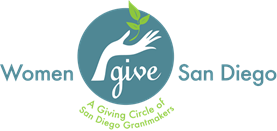 Women give San Diego
A Giving Circle of
San Diego Grantmakers